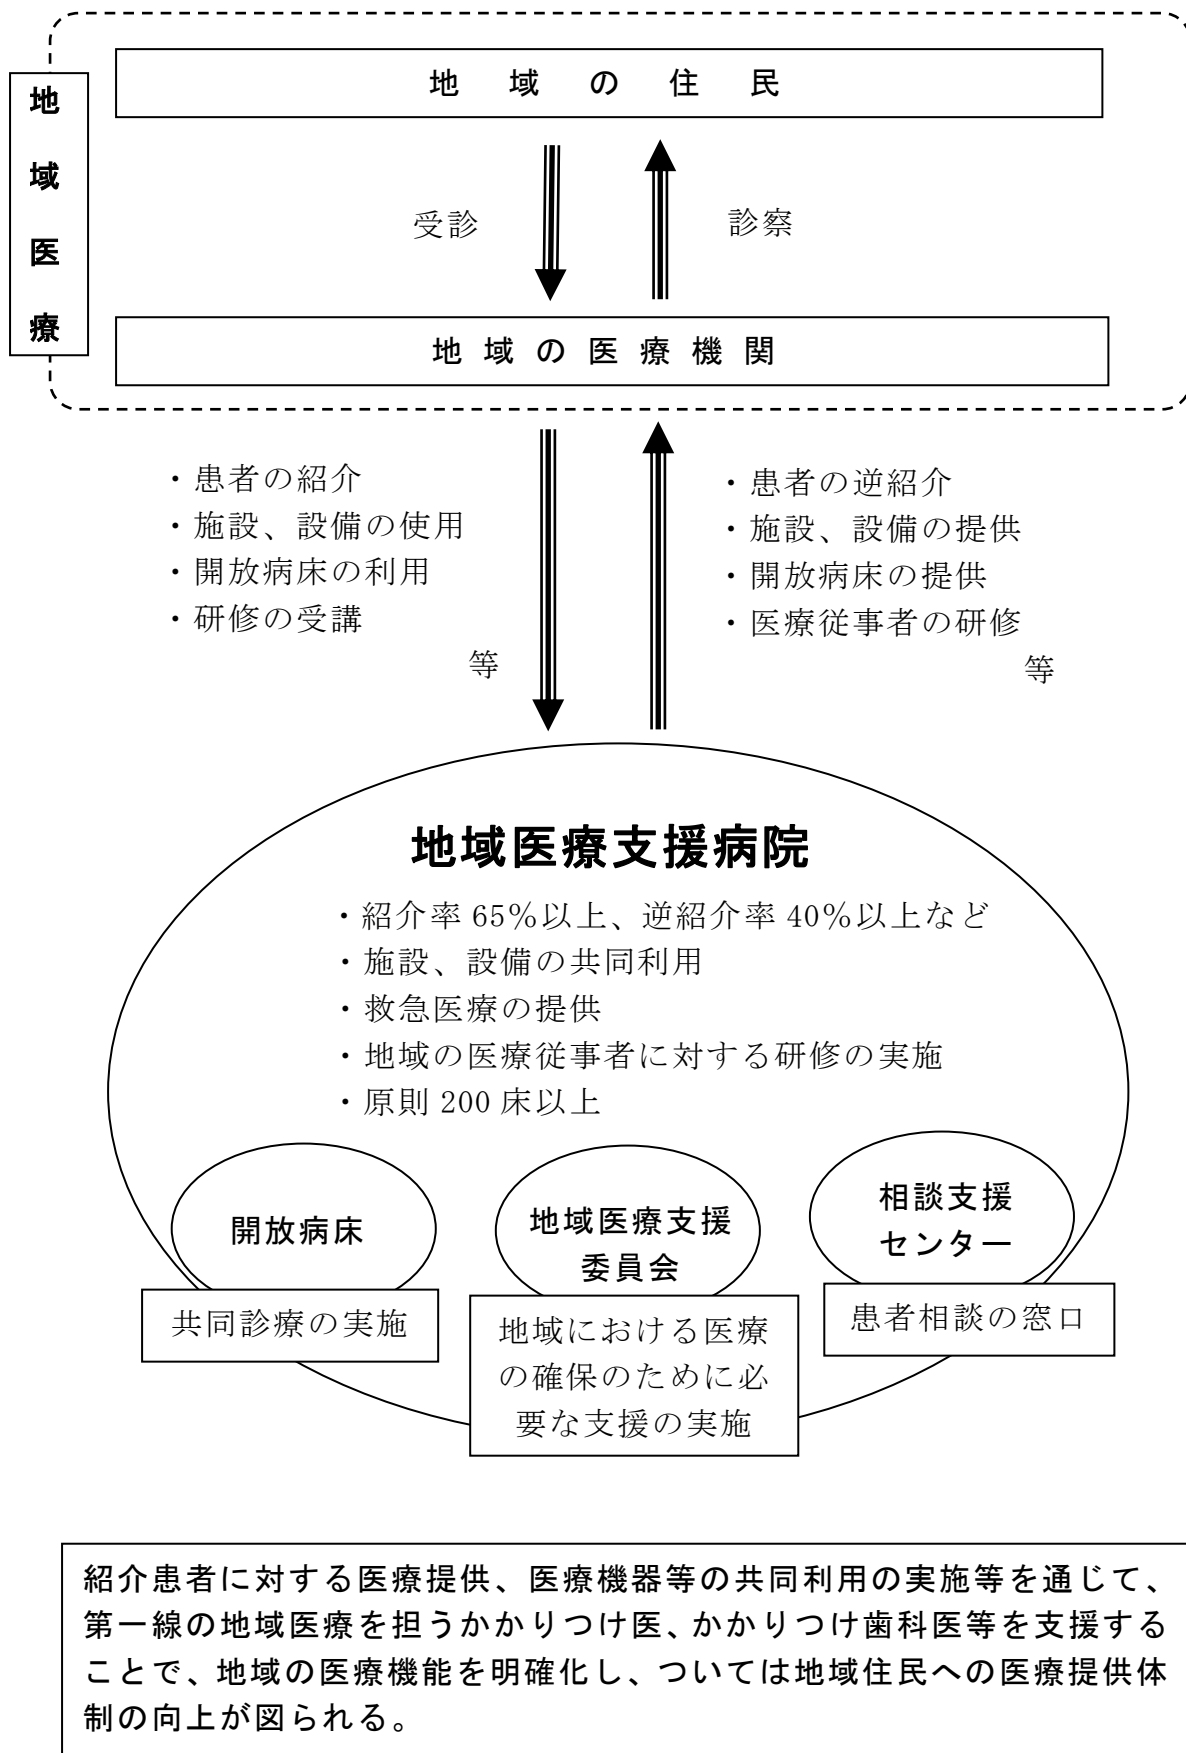 地域の住民
地域医療
受診
診察
地域の医療機関
・患者の紹介
・施設、設備の使用
・開放病床の利用
・研修の受講
等
・患者の逆紹介
・施設、設備の提供
・開放病床の提供
・医療従事者の研修
等
地域医療支援病院
・紹介率 65％以上、逆紹介率 40％以上など
・施設、設備の共同利用
・救急医療の提供
・地域の医療従事者に対する研修の実施
・原則 200 床以上
開放病床
共同診療の実施
地域医療支援
委員会
地域における医療
の確保のために必
要な支援の実施
相談支援
センター
患者相談の窓口
紹介患者に対する医療提供、医療機器等の共同利用の実施等を通じて、
第一線の地域医療を担うかかりつけ医、かかりつけ歯科医等を支援する
ことで、地域の医療機能を明確化し、ついては地域住民への医療提供体
制の向上が図られる。